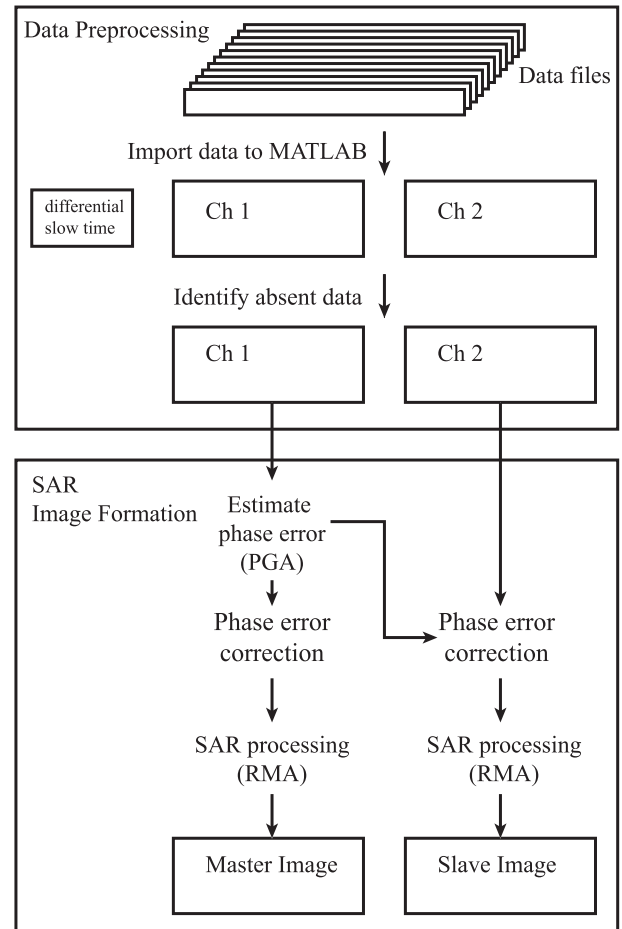 Data Preprocessing
Data files
Import data to MATLAB
differential
slow time
Ch 1
Ch 2
Identify absent data
Ch 1
Ch 2
SAR
Image Formation
Estimate
phase error
(PGA)
Phase error
correction
Phase error
correction
SAR processing
(RMA)
SAR processing
(RMA)
Master Image
Slave Image